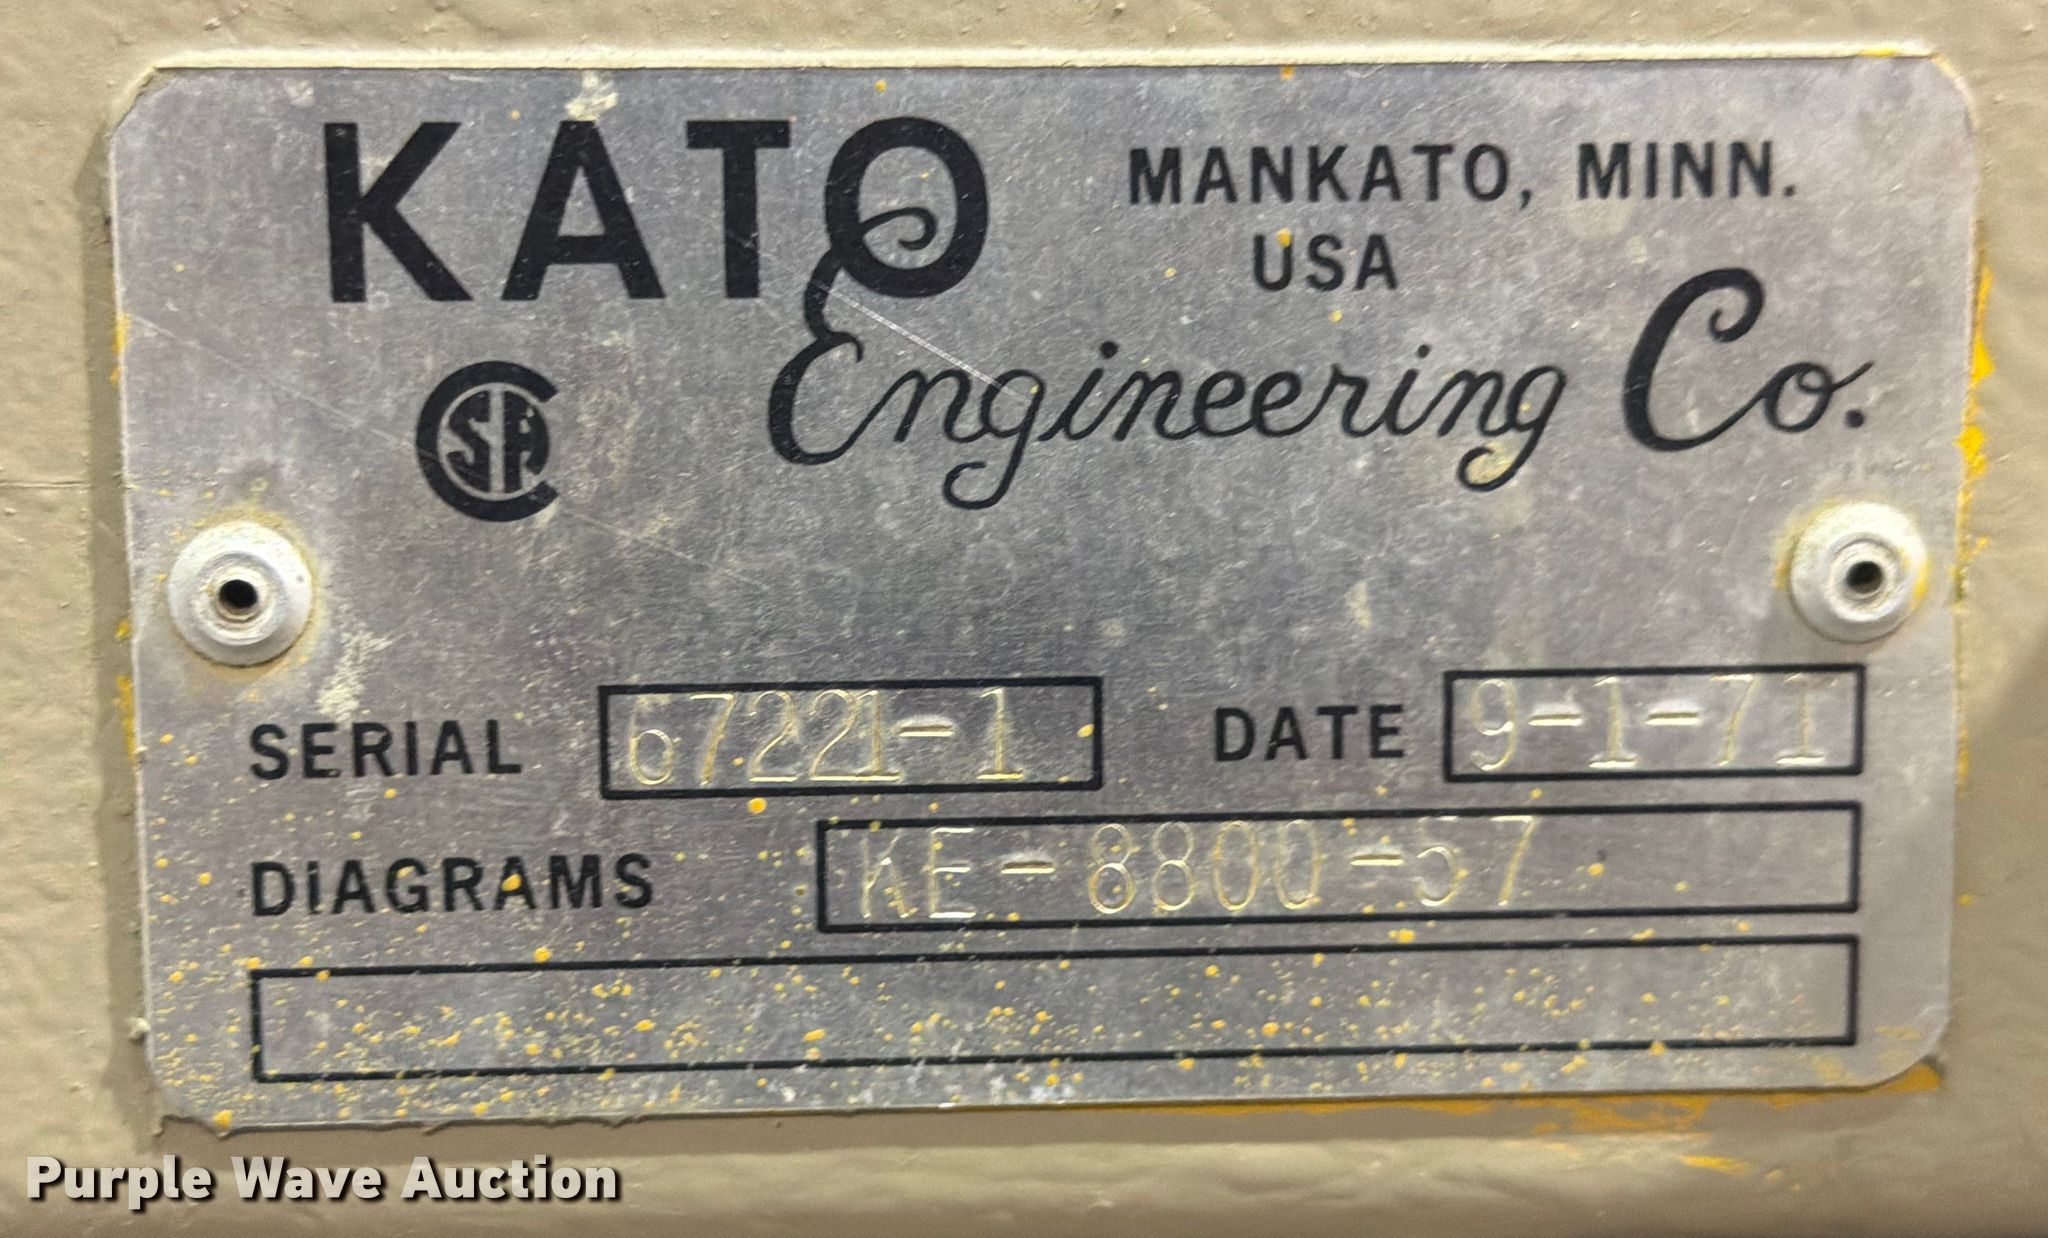 KATO
MANKATO, MINN.
USA
Engineering Co.
CSA
SERIAL 67221-1 DATE 9-1-71
DIAGRAMS KE-8800-57
Purple Wave Auction